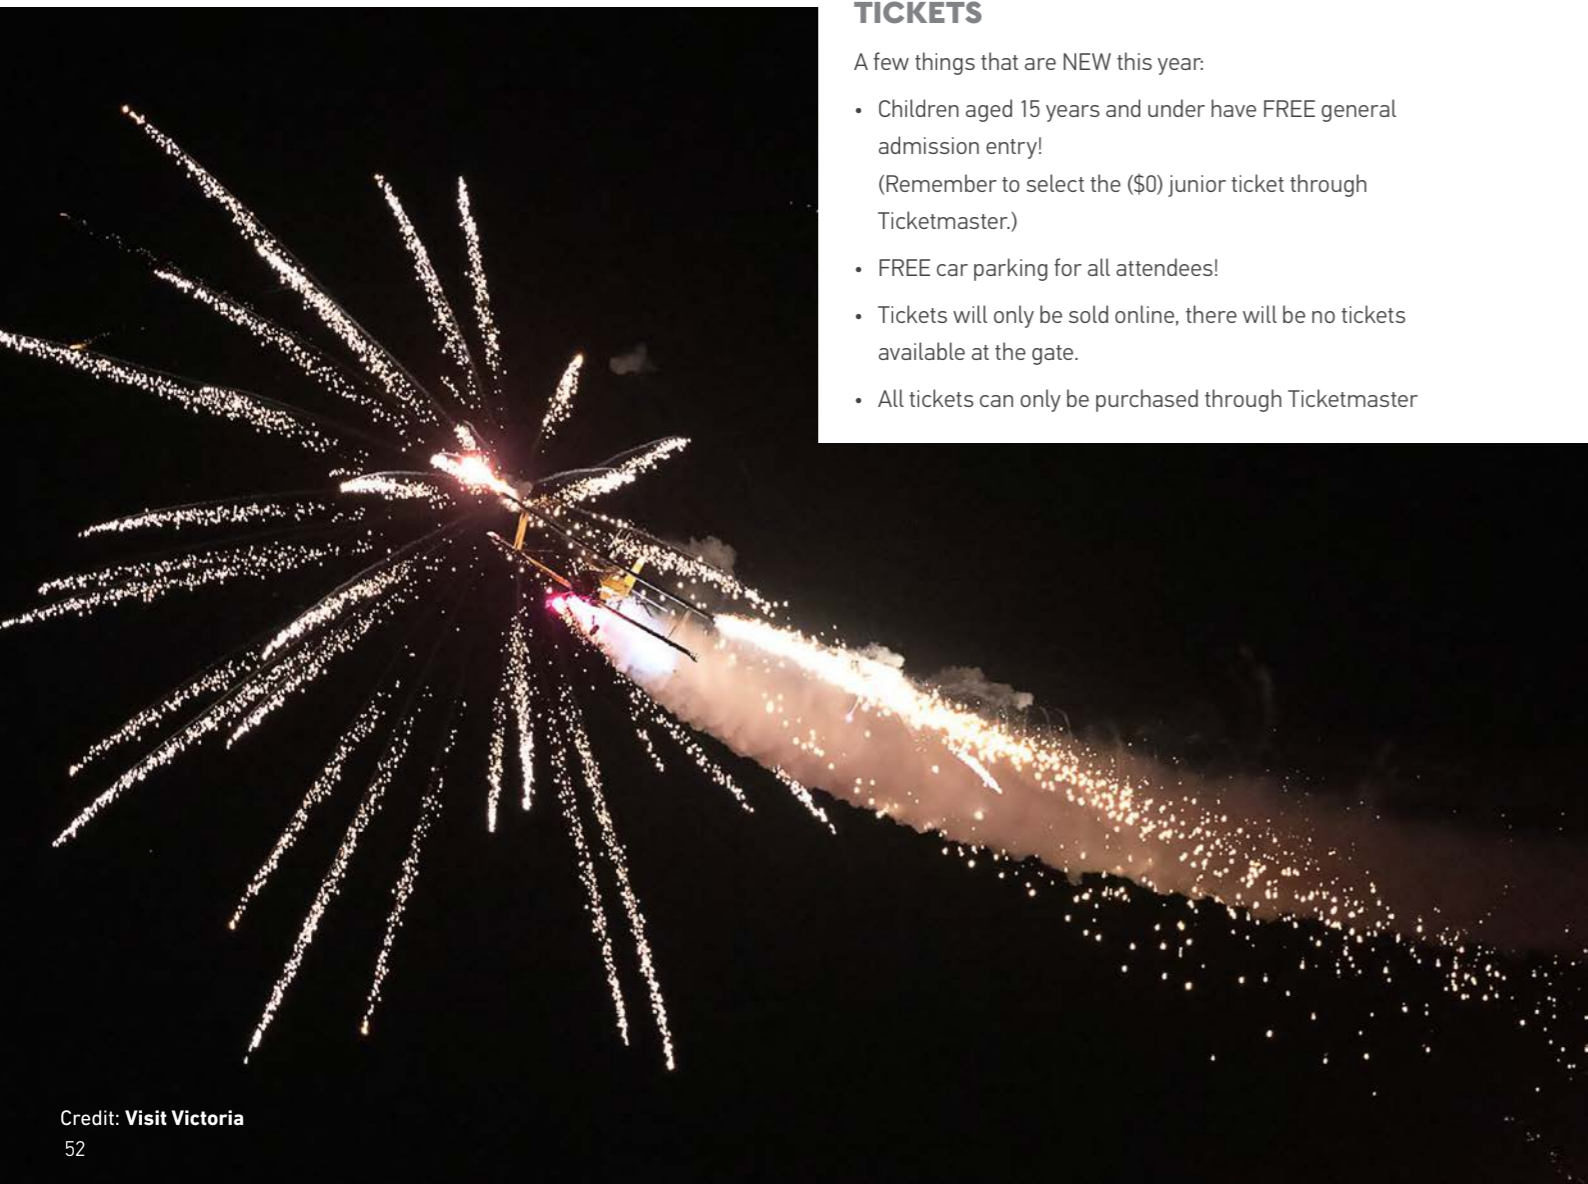 TICKETS
A few things that are NEW this year:
• Children aged 15 years and under have FREE general
admission entry!
(Remember to select the ($0) junior ticket through
Ticketmaster.)
• FREE car parking for all attendees!
• Tickets will only be sold online, there will be no tickets
available at the gate.
• All tickets can only be purchased through Ticketmaster
Credit: Visit Victoria
52